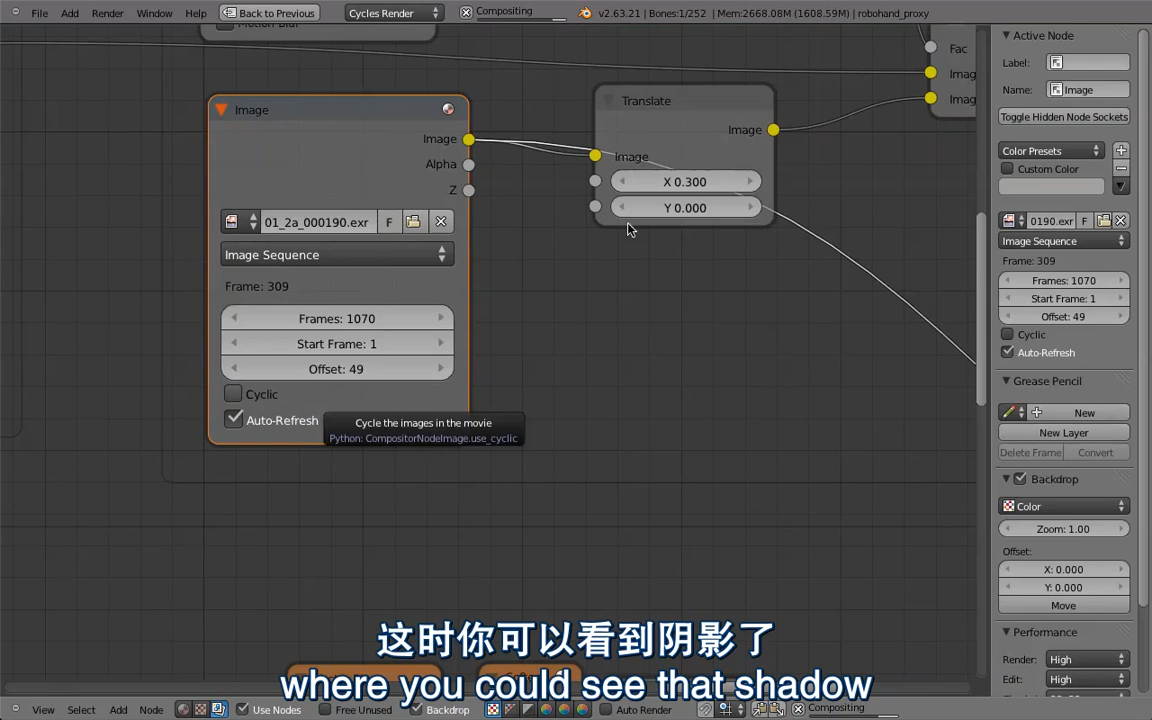 File Add Render Window Help Back to Previous Cycles Render Compositing v2.63.21 | Bones:1/252 | Mem:2668.08M (1608.59M) | robohand_proxy
Motion Blur
Image
Image
Alpha
Z
01_2a_000190.exr F
Image Sequence
Frame: 309
Frames: 1070
Start Frame: 1
Offset: 49
Cyclic
Auto-Refresh
Cycle the images in the movie
Python: CompositorNodeImage.use_cyclic
Translate
Image
Image
X 0.300
Y 0.000
Fac
Imag
Imag
Active Node
Label:
Name: Image
Toggle Hidden Node Sockets
Color Presets
Custom Color
0190.exr F
Image Sequence
Frame: 309
Frames: 1070
Start Frame: 1
Offset: 49
Cyclic
Auto-Refresh
Grease Pencil
New
New Layer
Delete Frame Convert
Backdrop
Color
Zoom: 1.00
Offset:
X: 0.000
Y: 0.000
Move
Performance
Render: High
Edit: High
这时你可以看到阴影了
where you could see that shadow
View Select Add Node Use Nodes Free Unused Backdrop Auto Render Compositing